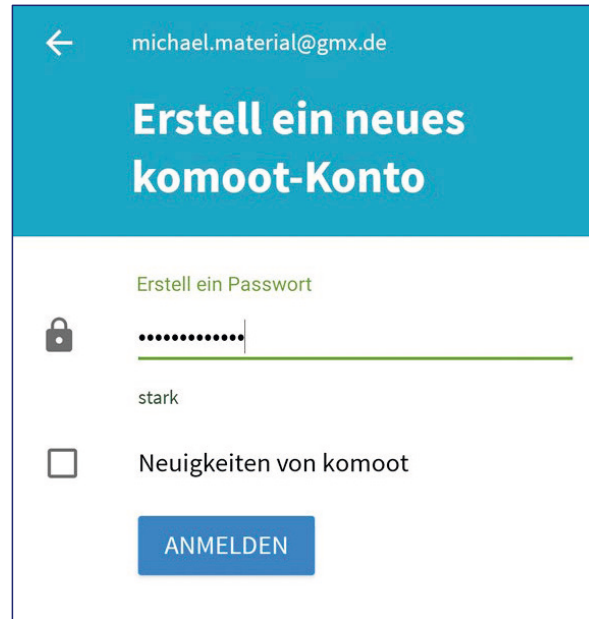 michael.material@gmx.de
Erstell ein neues
komoot-Konto
Erstell ein Passwort
•••••••••••••
stark
Neuigkeiten von komoot
ANMELDEN